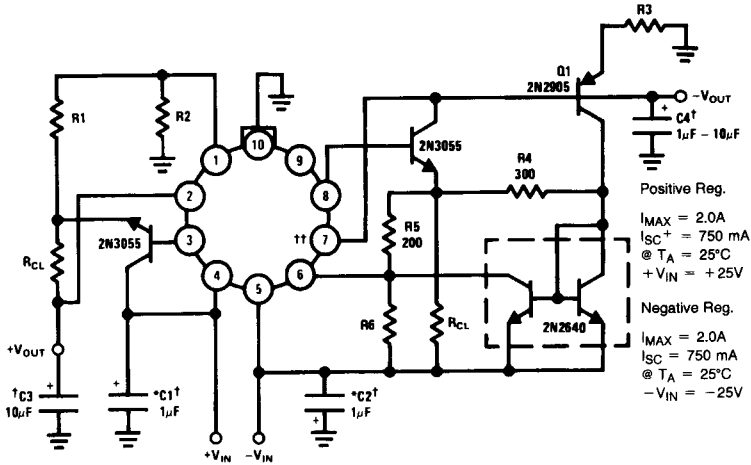 R3
Q1
2N2905
–VOUT
C4†
1µF – 10µF
R1
R2
10
1
9
2N3055
2
8
R4
300
Positive Reg.
2N3055
3
††
7
R5
200
IMAX = 2.0A
ISC+ = 750 mA
@ TA = 25°C
+VIN = +25V
RCL
4
5
6
R6
RCL
2N2640
Negative Reg.
IMAX = 2.0A
ISC = 750 mA
@ TA = 25°C
–VIN = –25V
+VOUT
†C3
10µF
+
*C1†
1µF
+
*C2†
1µF
+
+
+VIN
–VIN